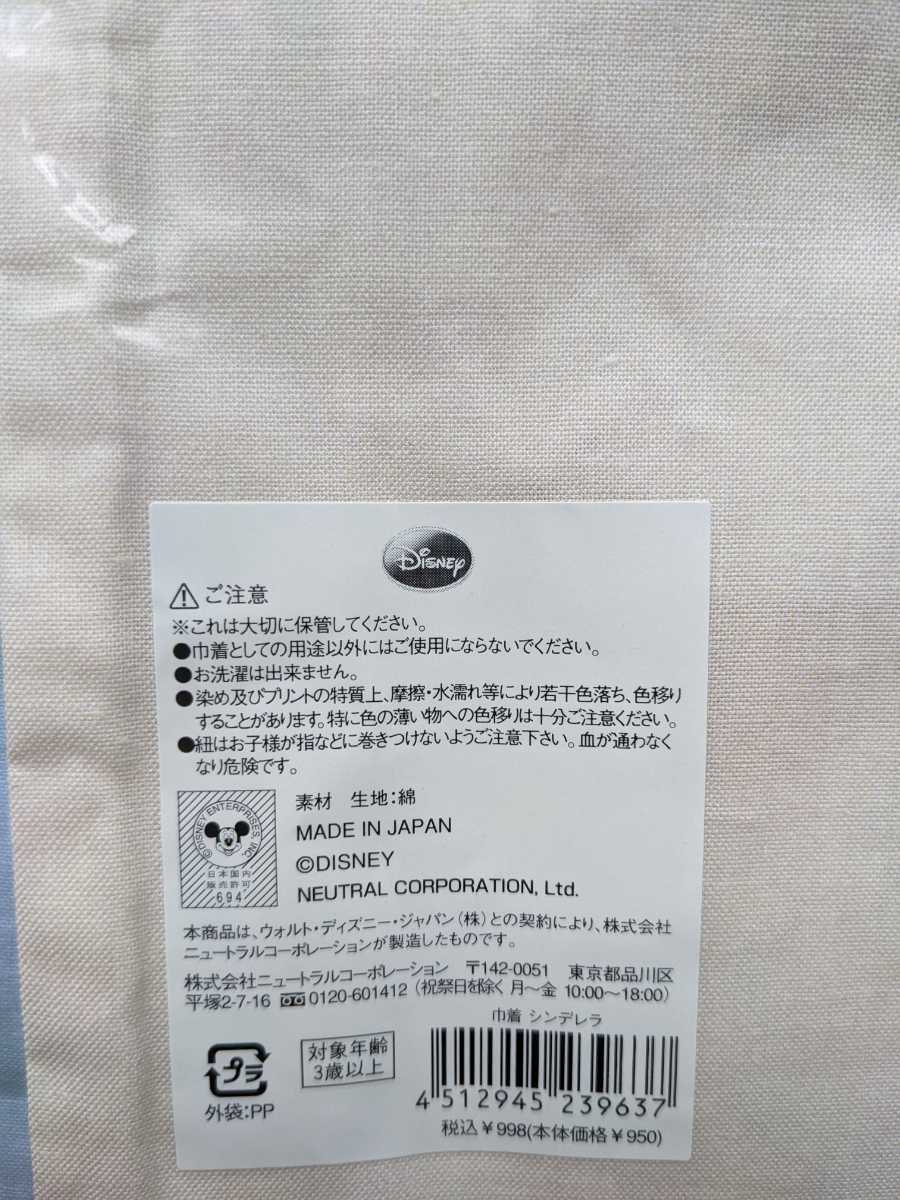 Disney
⚠ ご注意
※これは大切に保管してください。
●巾着としての用途以外にはご使用にならないでください。
●お洗濯は出来ません。
●染め及びプリントの特質上、摩擦・水濡れ等により若干色落ち、色移り
することがあります。特に色の薄い物への色移りは十分ご注意ください。
●紐はお子様が指などに巻きつけないようご注意下さい。血が通わなく
なり危険です。
©DISNEY ENTERPRISES, INC.
日本国内
販売許可
694
素材 生地:綿
MADE IN JAPAN
©DISNEY
NEUTRAL CORPORATION, Ltd.
本商品は、ウォルト・ディズニー・ジャパン(株)との契約により、株式会社
ニュートラルコーポレーションが製造したものです。
株式会社ニュートラルコーポレーション 〒142-0051 東京都品川区
平塚2-7-16 0120-601412 (祝祭日を除く 月～金 10:00～18:00)
巾着 シンデレラ
プラ
外袋:PP
対象年齢
3歳以上
4 512945 239637
税込¥998(本体価格¥950)